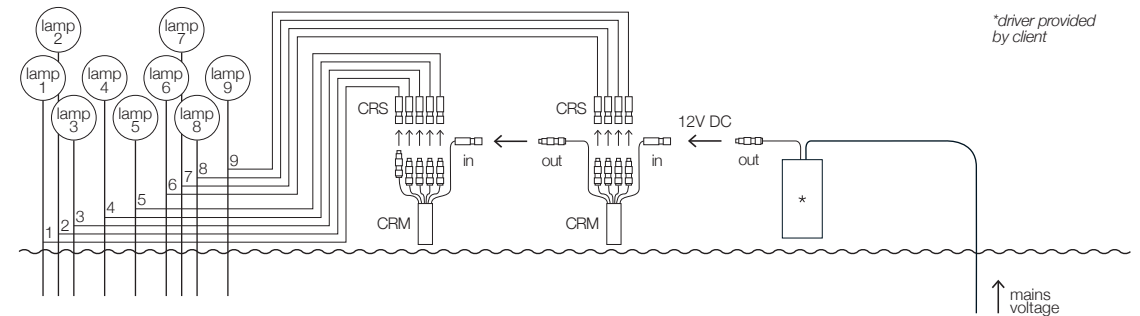 lamp
2
lamp
7
*driver provided
by client
lamp
1
lamp
4
lamp
6
lamp
9
lamp
3
lamp
5
lamp
8
CRS
CRS
12V DC
in
out
in
out
9
8
7
6
5
4
3
2
1
CRM
CRM
*
mains
voltage